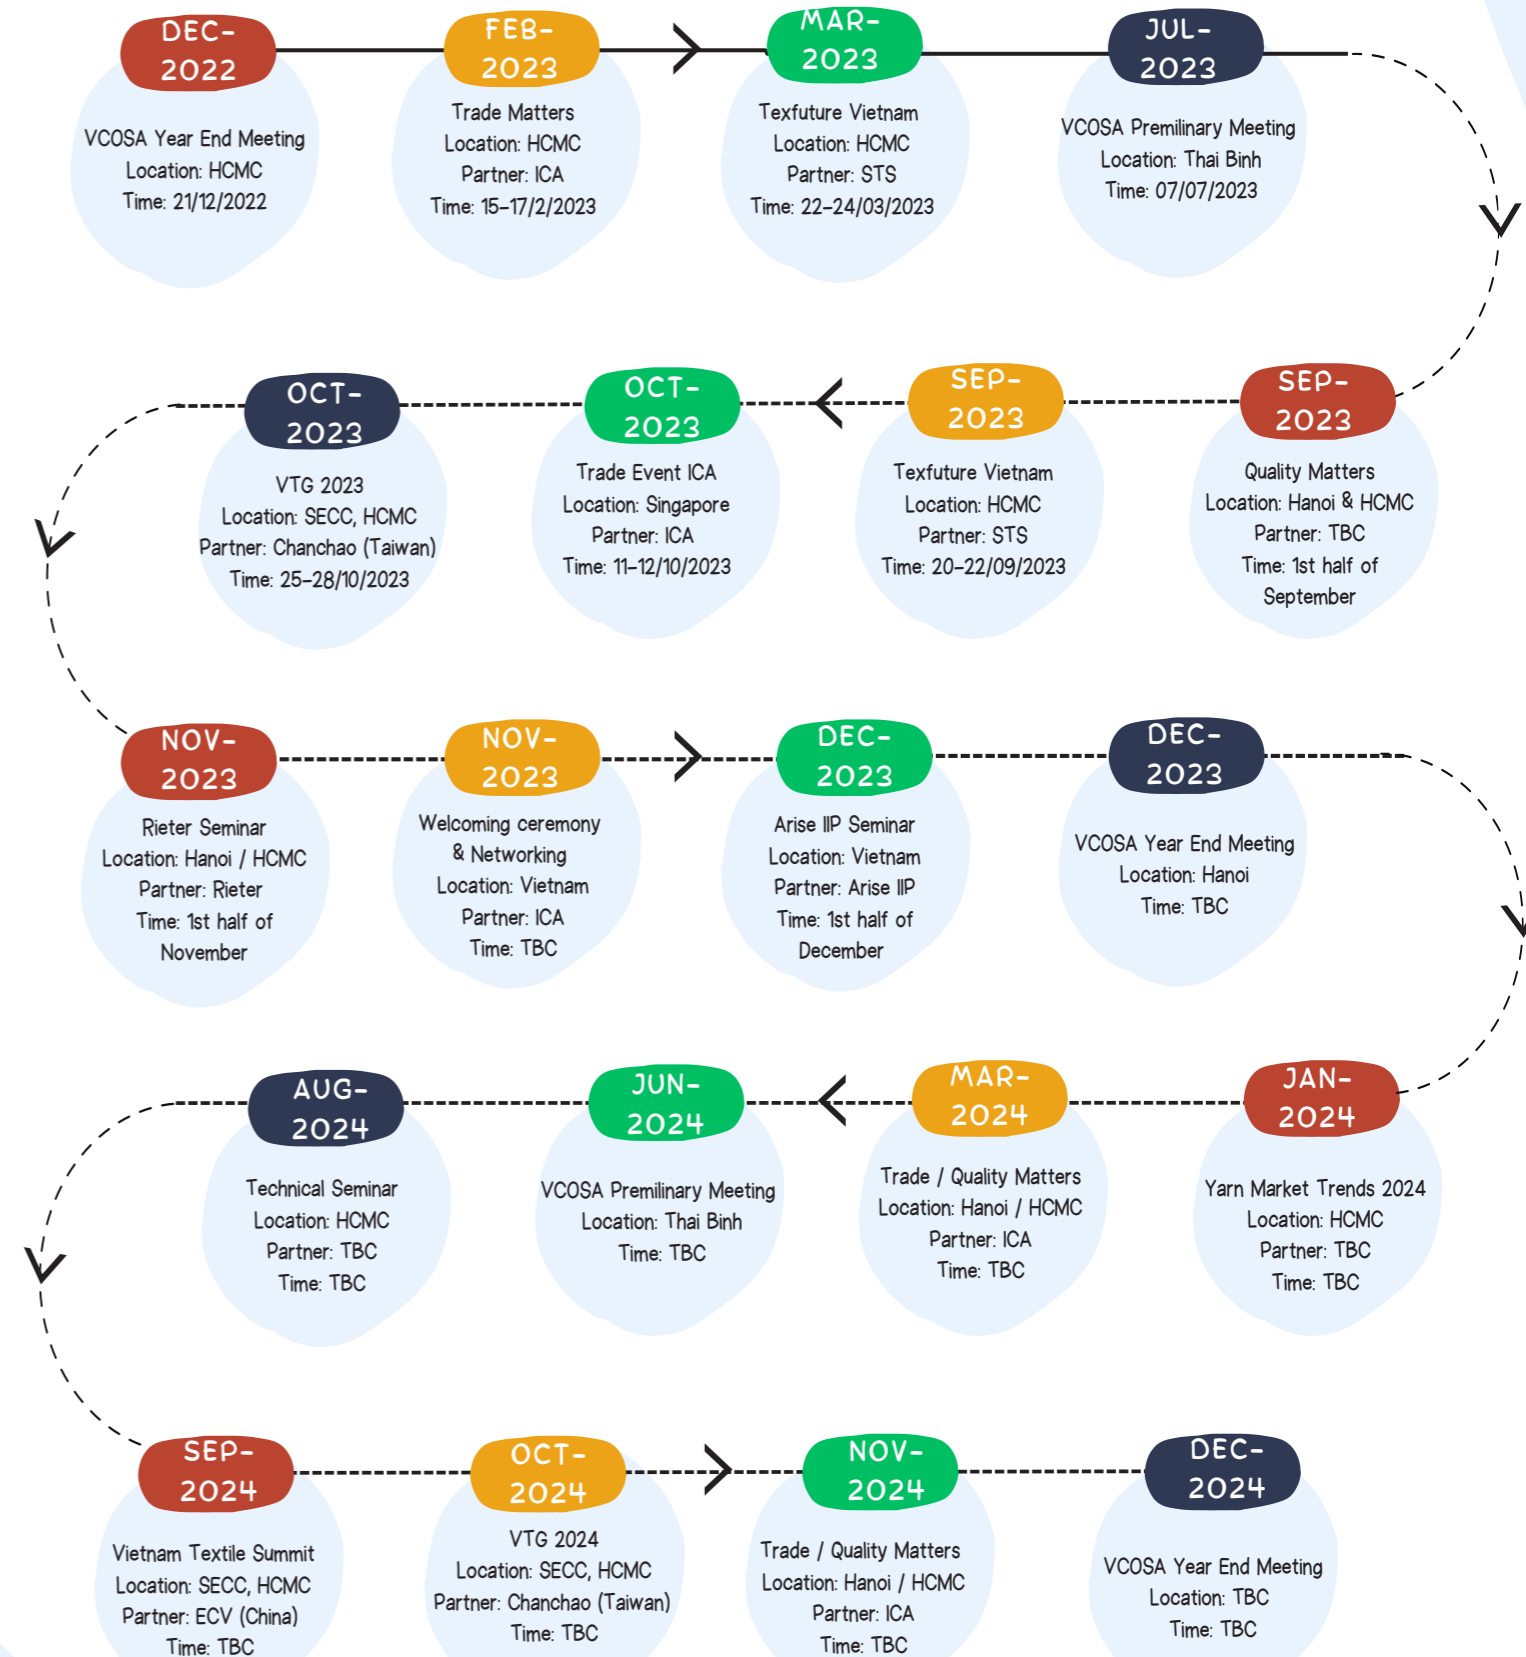 DEC-
2022
VCOSA Year End Meeting
Location: HCMC
Time: 21/12/2022
FEB-
2023
Trade Matters
Location: HCMC
Partner: ICA
Time: 15-17/2/2023
MAR-
2023
Texfuture Vietnam
Location: HCMC
Partner: STS
Time: 22-24/03/2023
JUL-
2023
VCOSA Premilinary Meeting
Location: Thai Binh
Time: 07/07/2023
SEP-
2023
Quality Matters
Location: Hanoi & HCMC
Partner: TBC
Time: 1st half of
September
SEP-
2023
Texfuture Vietnam
Location: HCMC
Partner: STS
Time: 20-22/09/2023
OCT-
2023
Trade Event ICA
Location: Singapore
Partner: ICA
Time: 11-12/10/2023
OCT-
2023
VTG 2023
Location: SECC, HCMC
Partner: Chanchao (Taiwan)
Time: 25-28/10/2023
NOV-
2023
Rieter Seminar
Location: Hanoi / HCMC
Partner: Rieter
Time: 1st half of
November
NOV-
2023
Welcoming ceremony
& Networking
Location: Vietnam
Partner: ICA
Time: TBC
DEC-
2023
Arise IIP Seminar
Location: Vietnam
Partner: Arise IIP
Time: 1st half of
December
DEC-
2023
VCOSA Year End Meeting
Location: Hanoi
Time: TBC
JAN-
2024
Yarn Market Trends 2024
Location: HCMC
Partner: TBC
Time: TBC
MAR-
2024
Trade / Quality Matters
Location: Hanoi / HCMC
Partner: ICA
Time: TBC
JUN-
2024
VCOSA Premilinary Meeting
Location: Thai Binh
Time: TBC
AUG-
2024
Technical Seminar
Location: HCMC
Partner: TBC
Time: TBC
SEP-
2024
Vietnam Textile Summit
Location: SECC, HCMC
Partner: ECV (China)
Time: TBC
OCT-
2024
VTG 2024
Location: SECC, HCMC
Partner: Chanchao (Taiwan)
Time: TBC
NOV-
2024
Trade / Quality Matters
Location: Hanoi / HCMC
Partner: ICA
Time: TBC
DEC-
2024
VCOSA Year End Meeting
Location: TBC
Time: TBC